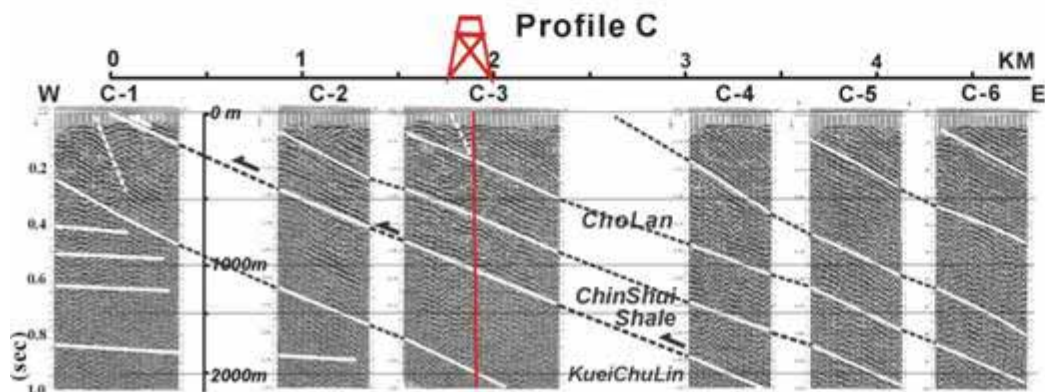 Profile C
0 1 2 3 4 KM
W C-1 C-2 C-3 C-4 C-5 C-6 E
0 m
0.2
ChoLan
0.4
1000m
0.6
ChinShui
Shale
0.8
KueiChuLin
2000m
1.0
(sec)